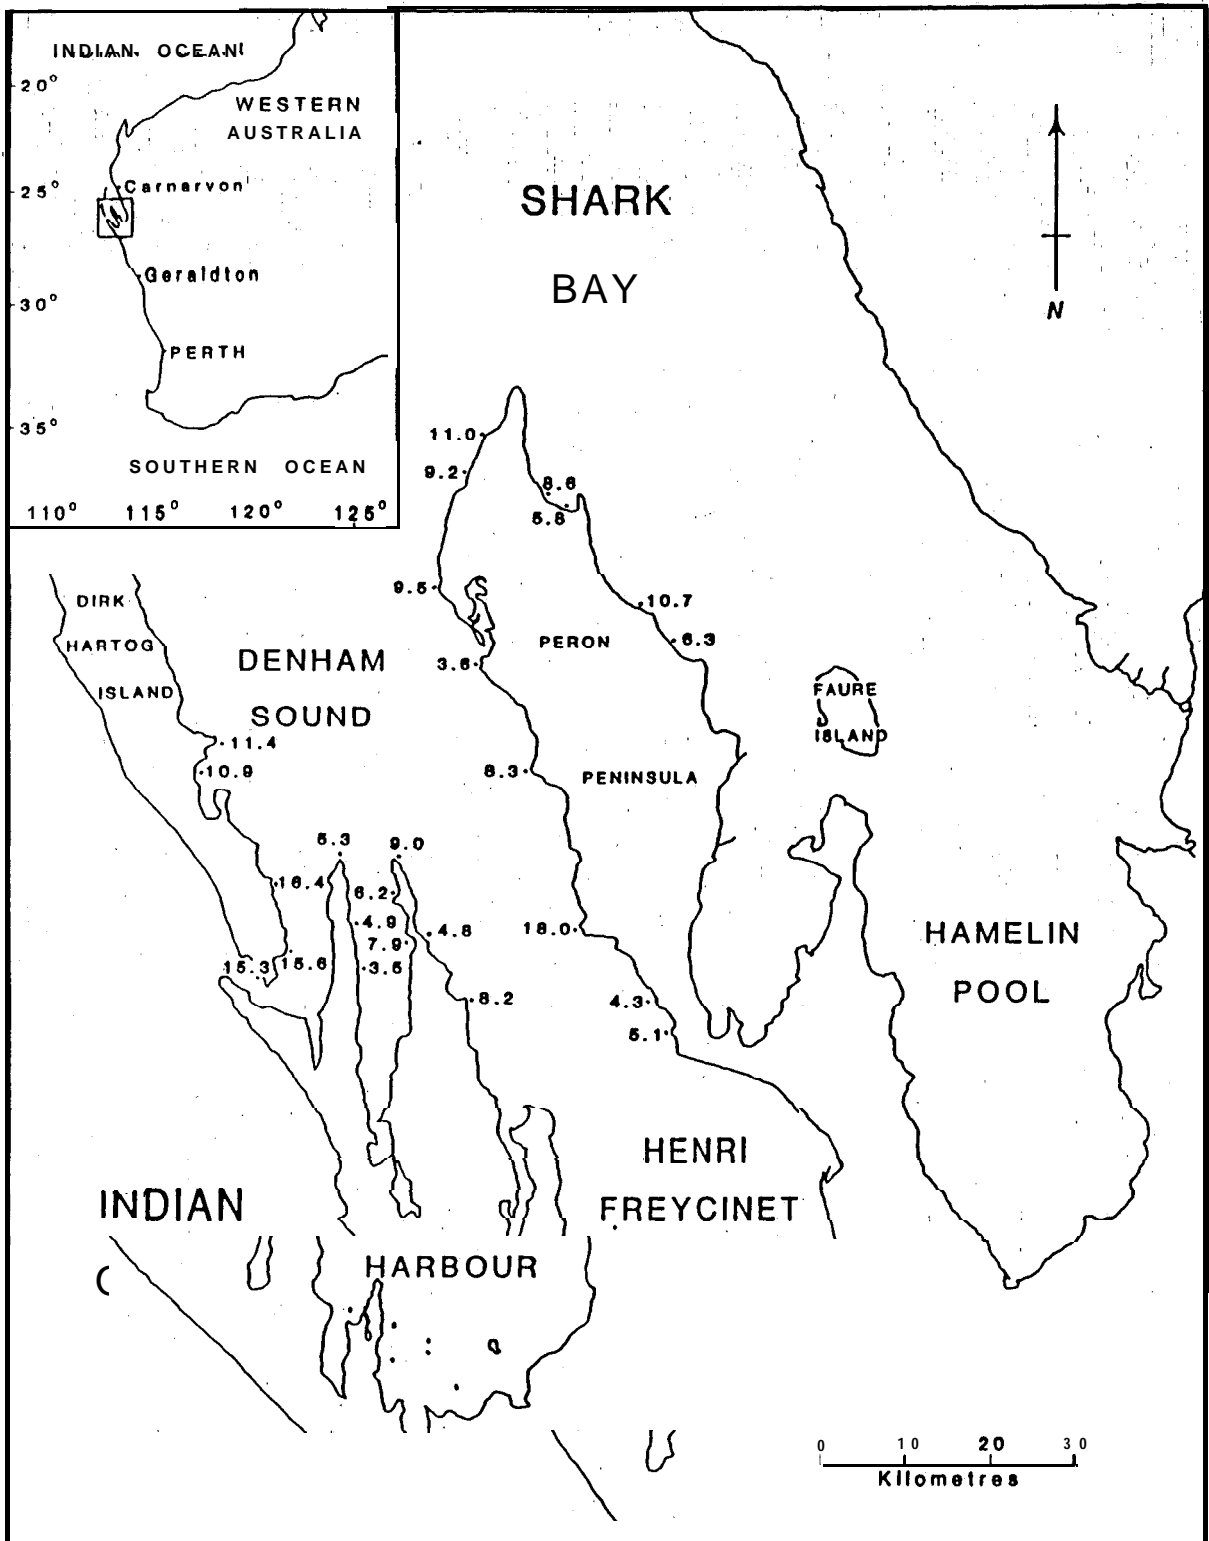 INDIAN OCEAN
20°
WESTERN
AUSTRALIA
25°
Carnarvon
Geraldton
30°
PERTH
35°
SOUTHERN OCEAN
110° 115° 120° 125°
SHARK
BAY
N
11.0
9.2
8.6
5.8
9.5
10.7
6.3
3.6
DIRK
HARTOG
ISLAND
DENHAM
SOUND
PERON
PENINSULA
FAURE
ISLAND
11.4
10.9
8.3
5.3
9.0
16.4
6.2
4.9
4.8
7.9
18.0
15.3
15.6
3.5
8.2
4.3
5.1
HAMELIN
POOL
HENRI
FREYCINET
HARBOUR
INDIAN
0 10 20 30
Kilometres